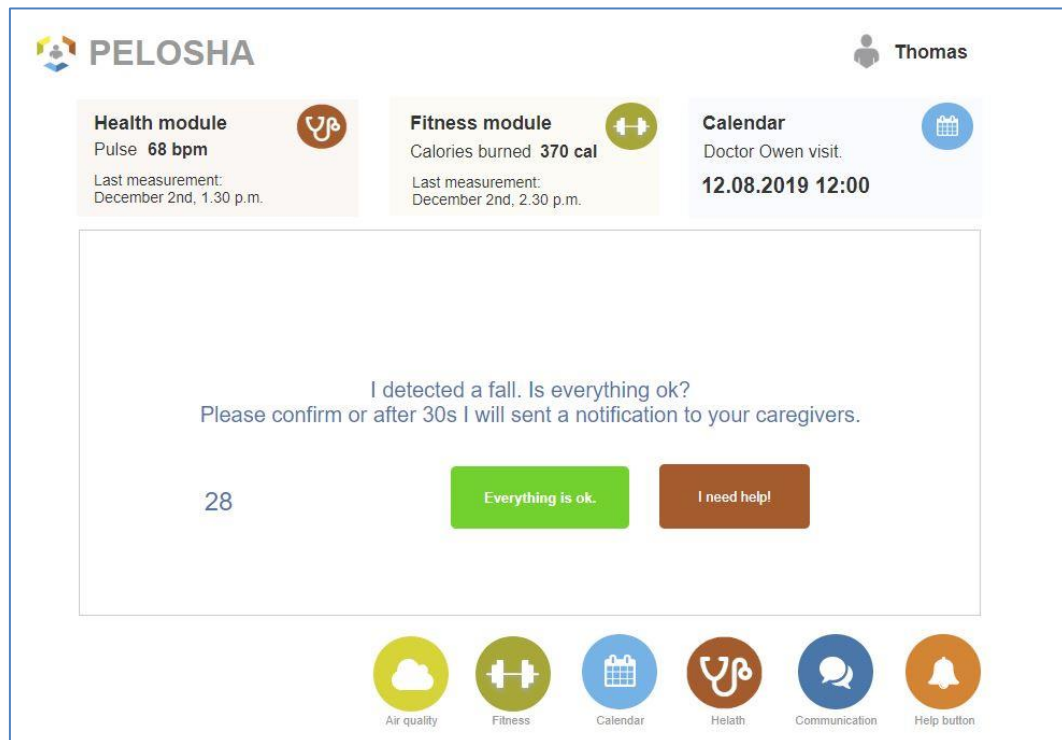 PELOSHA
Thomas
Health module
Pulse 68 bpm
Last measurement:
December 2nd, 1.30 p.m.
Fitness module
Calories burned 370 cal
Last measurement:
December 2nd, 2.30 p.m.
Calendar
Doctor Owen visit.
12.08.2019 12:00
I detected a fall. Is everything ok?
Please confirm or after 30s I will sent a notification to your caregivers.
28
Everything is ok.
I need help!
Air quality
Fitness
Calendar
Helath
Communication
Help button